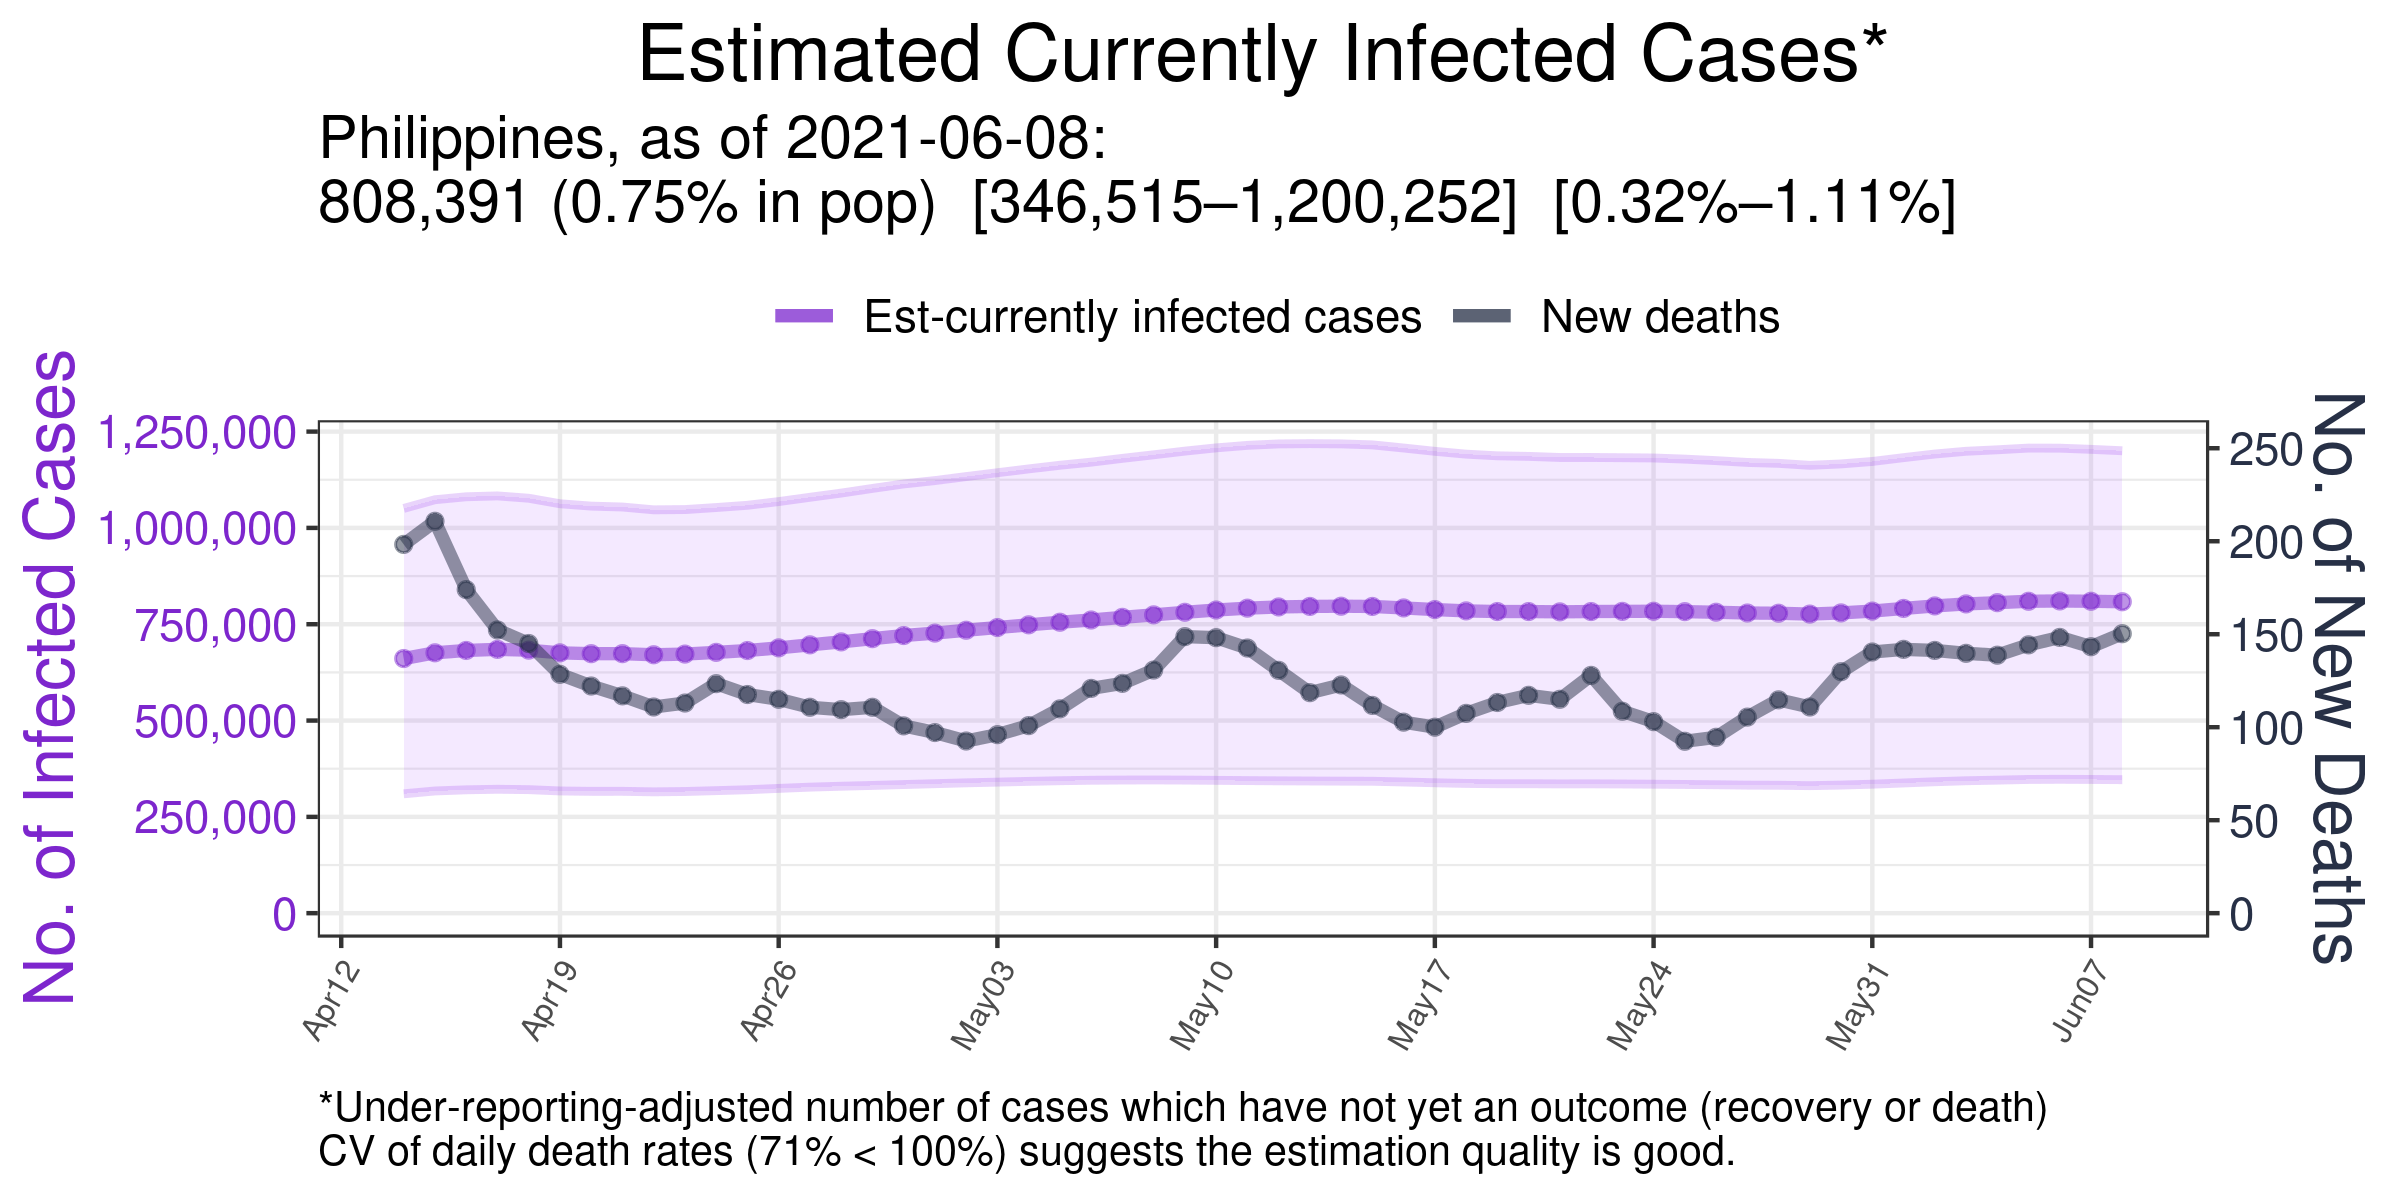 Estimated Currently Infected Cases*
Philippines, as of 2021-06-08:
808,391 (0.75% in pop) [346,515–1,200,252] [0.32%–1.11%]
Est-currently infected cases New deaths
No. of Infected Cases
1,250,000
1,000,000
750,000
500,000
250,000
0
250
200
150
100
50
0
No. of New Deaths
Apr12 Apr19 Apr26 May03 May10 May17 May24 May31 Jun07
*Under-reporting-adjusted number of cases which have not yet an outcome (recovery or death)
CV of daily death rates (71% < 100%) suggests the estimation quality is good.